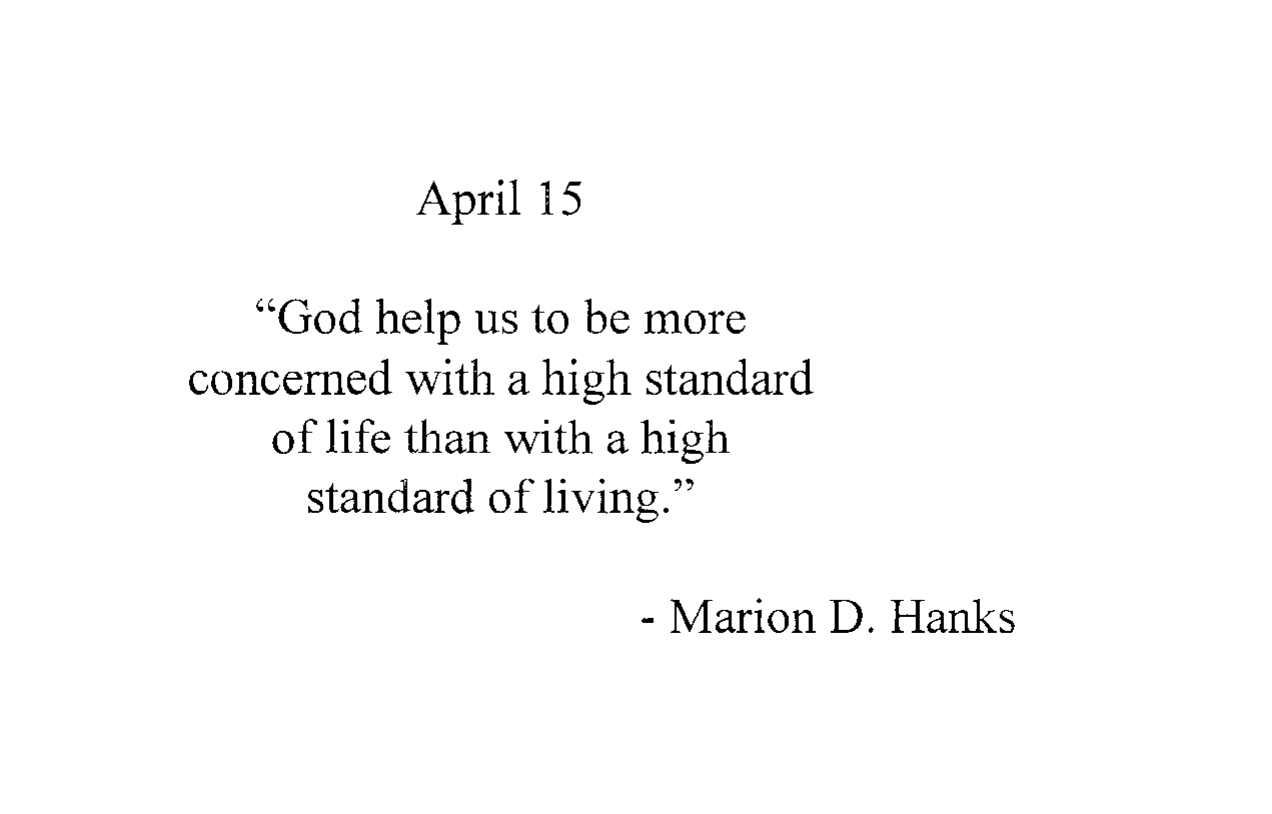 April 15
“God help us to be more
concerned with a high standard
of life than with a high
standard of living.”
- Marion D. Hanks